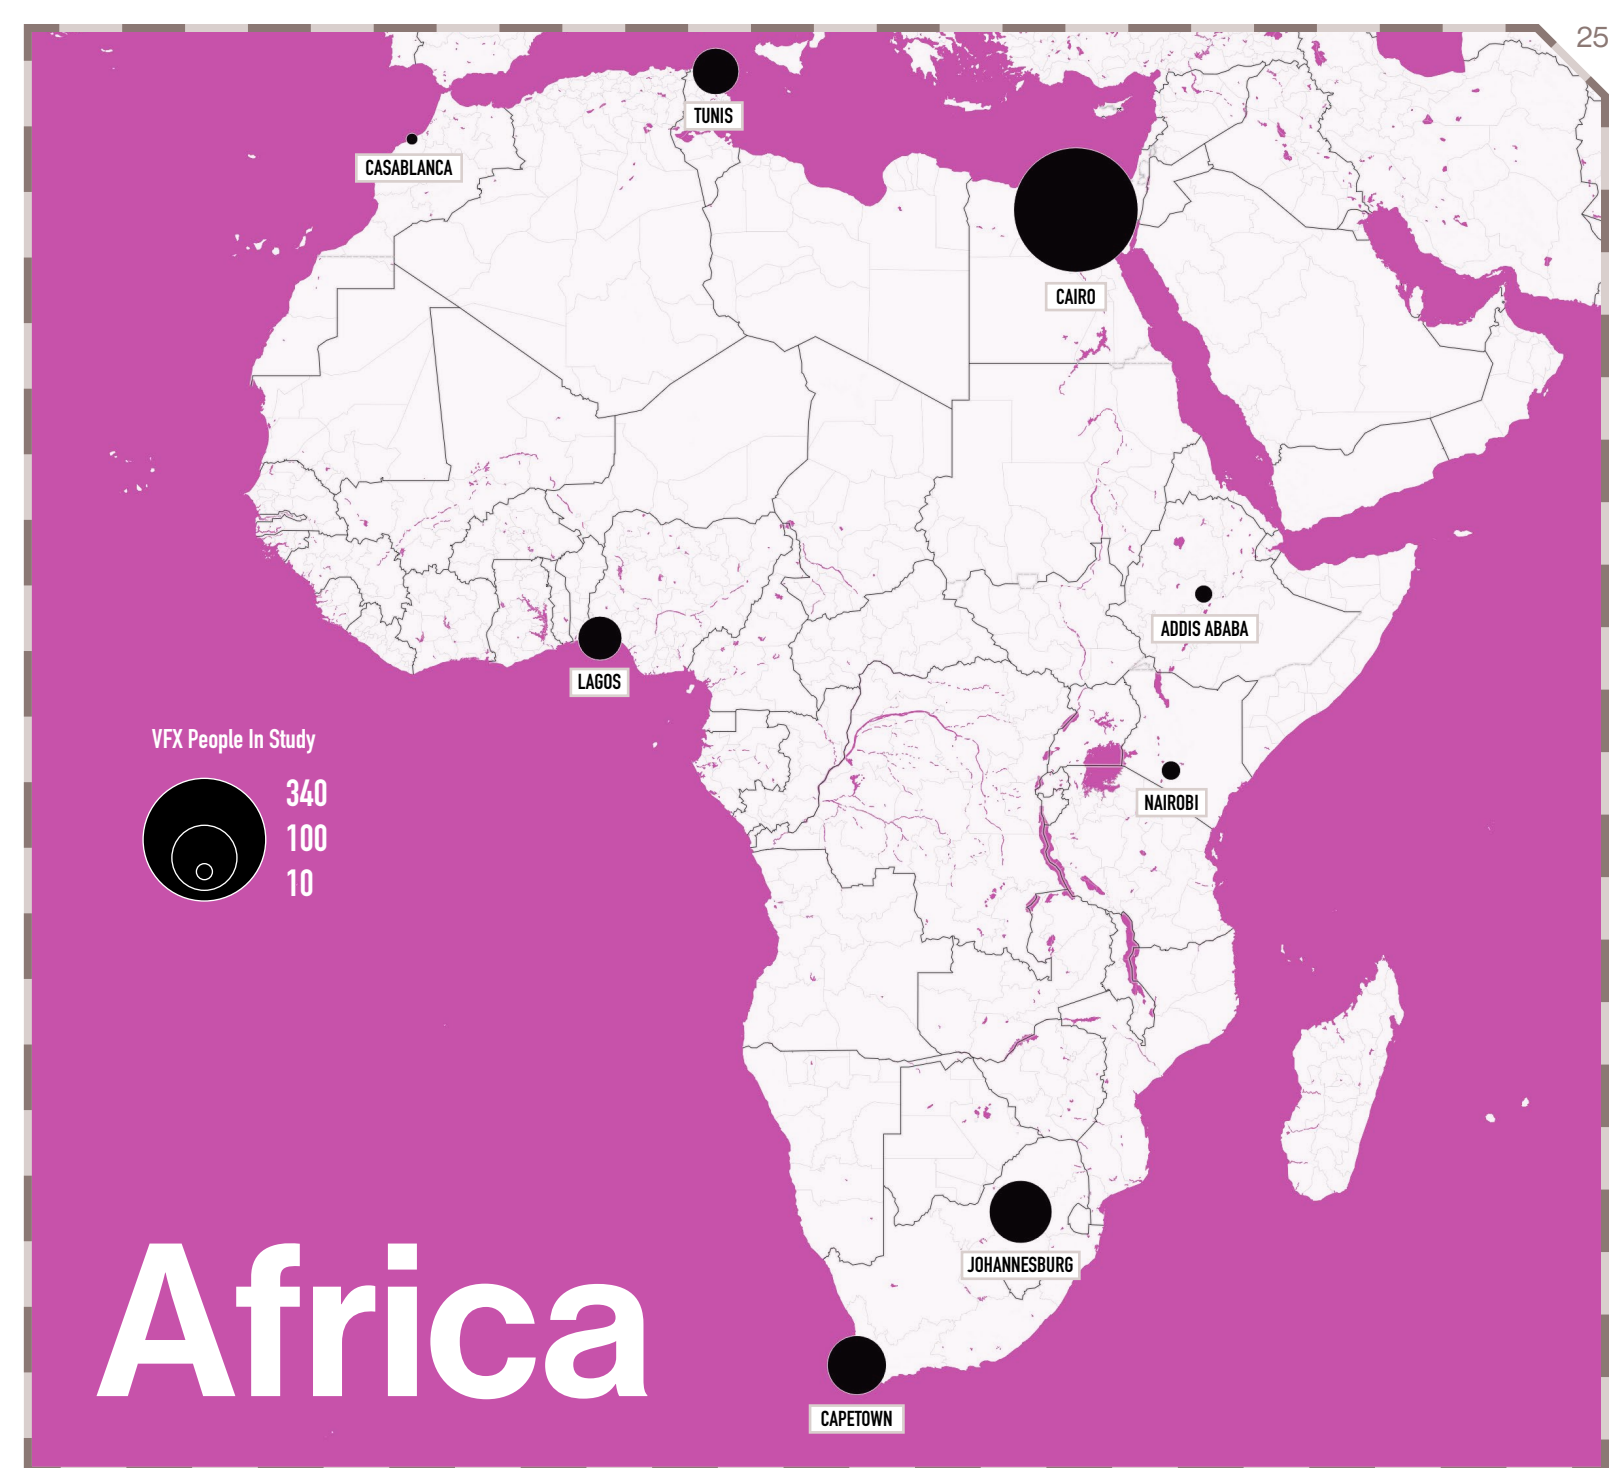 25
TUNIS
CASABLANCA
CAIRO
ADDIS ABABA
LAGOS
VFX People In Study
340
100
10
NAIROBI
JOHANNESBURG
Africa
CAPETOWN